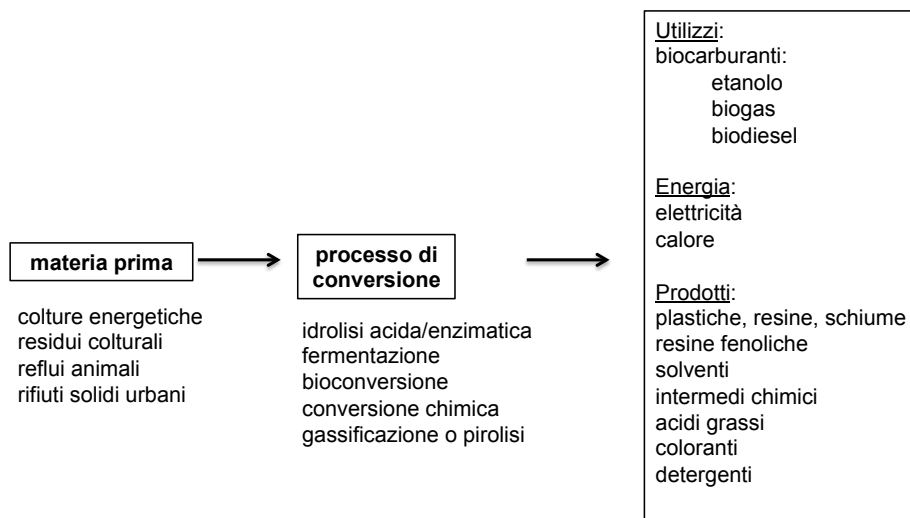 materia prima
colture energetiche
residui colturali
reflui animali
rifiuti solidi urbani
processo di
conversione
idrolisi acida/enzimatica
fermentazione
bioconversione
conversione chimica
gassificazione o pirolisi
Utilizzi:
biocarburanti:
etanolo
biogas
biodiesel
Energia:
elettricità
calore
Prodotti:
plastiche, resine, schiume
resine fenoliche
solventi
intermedi chimici
acidi grassi
coloranti
detergenti